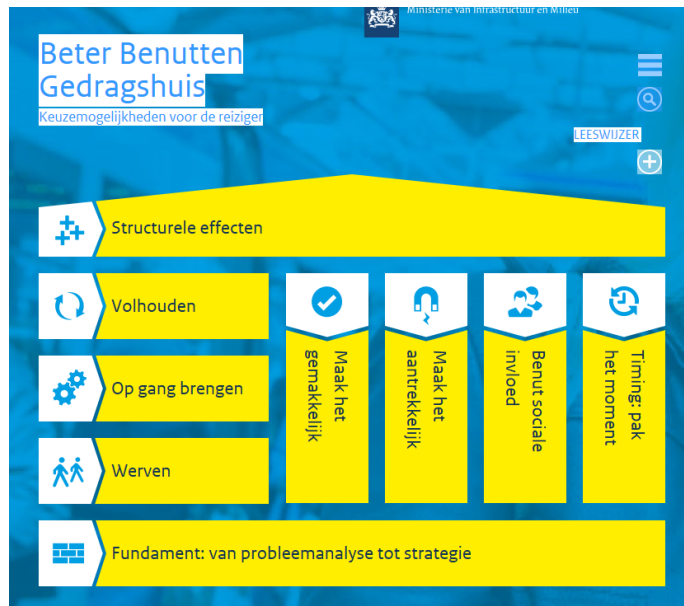 Ministerie van Infrastructuur en Milieu
Beter Benutten
Gedragshuis
Keuzemogelijkheden voor de reiziger
LEESWIJZER
Structurele effecten
Volhouden
Op gang brengen
Werven
Maak het
gemakkelijk
Maak het
aantrekkelijk
Benut sociale
invloed
Timing: pak
het moment
Fundament: van probleemanalyse tot strategie